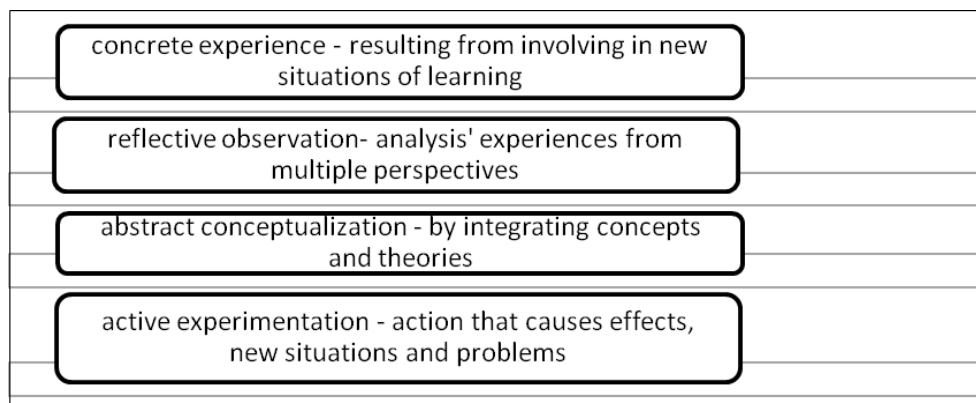 concrete experience - resulting from involving in new
situations of learning
reflective observation- analysis' experiences from
multiple perspectives
abstract conceptualization - by integrating concepts
and theories
active experimentation - action that causes effects,
new situations and problems